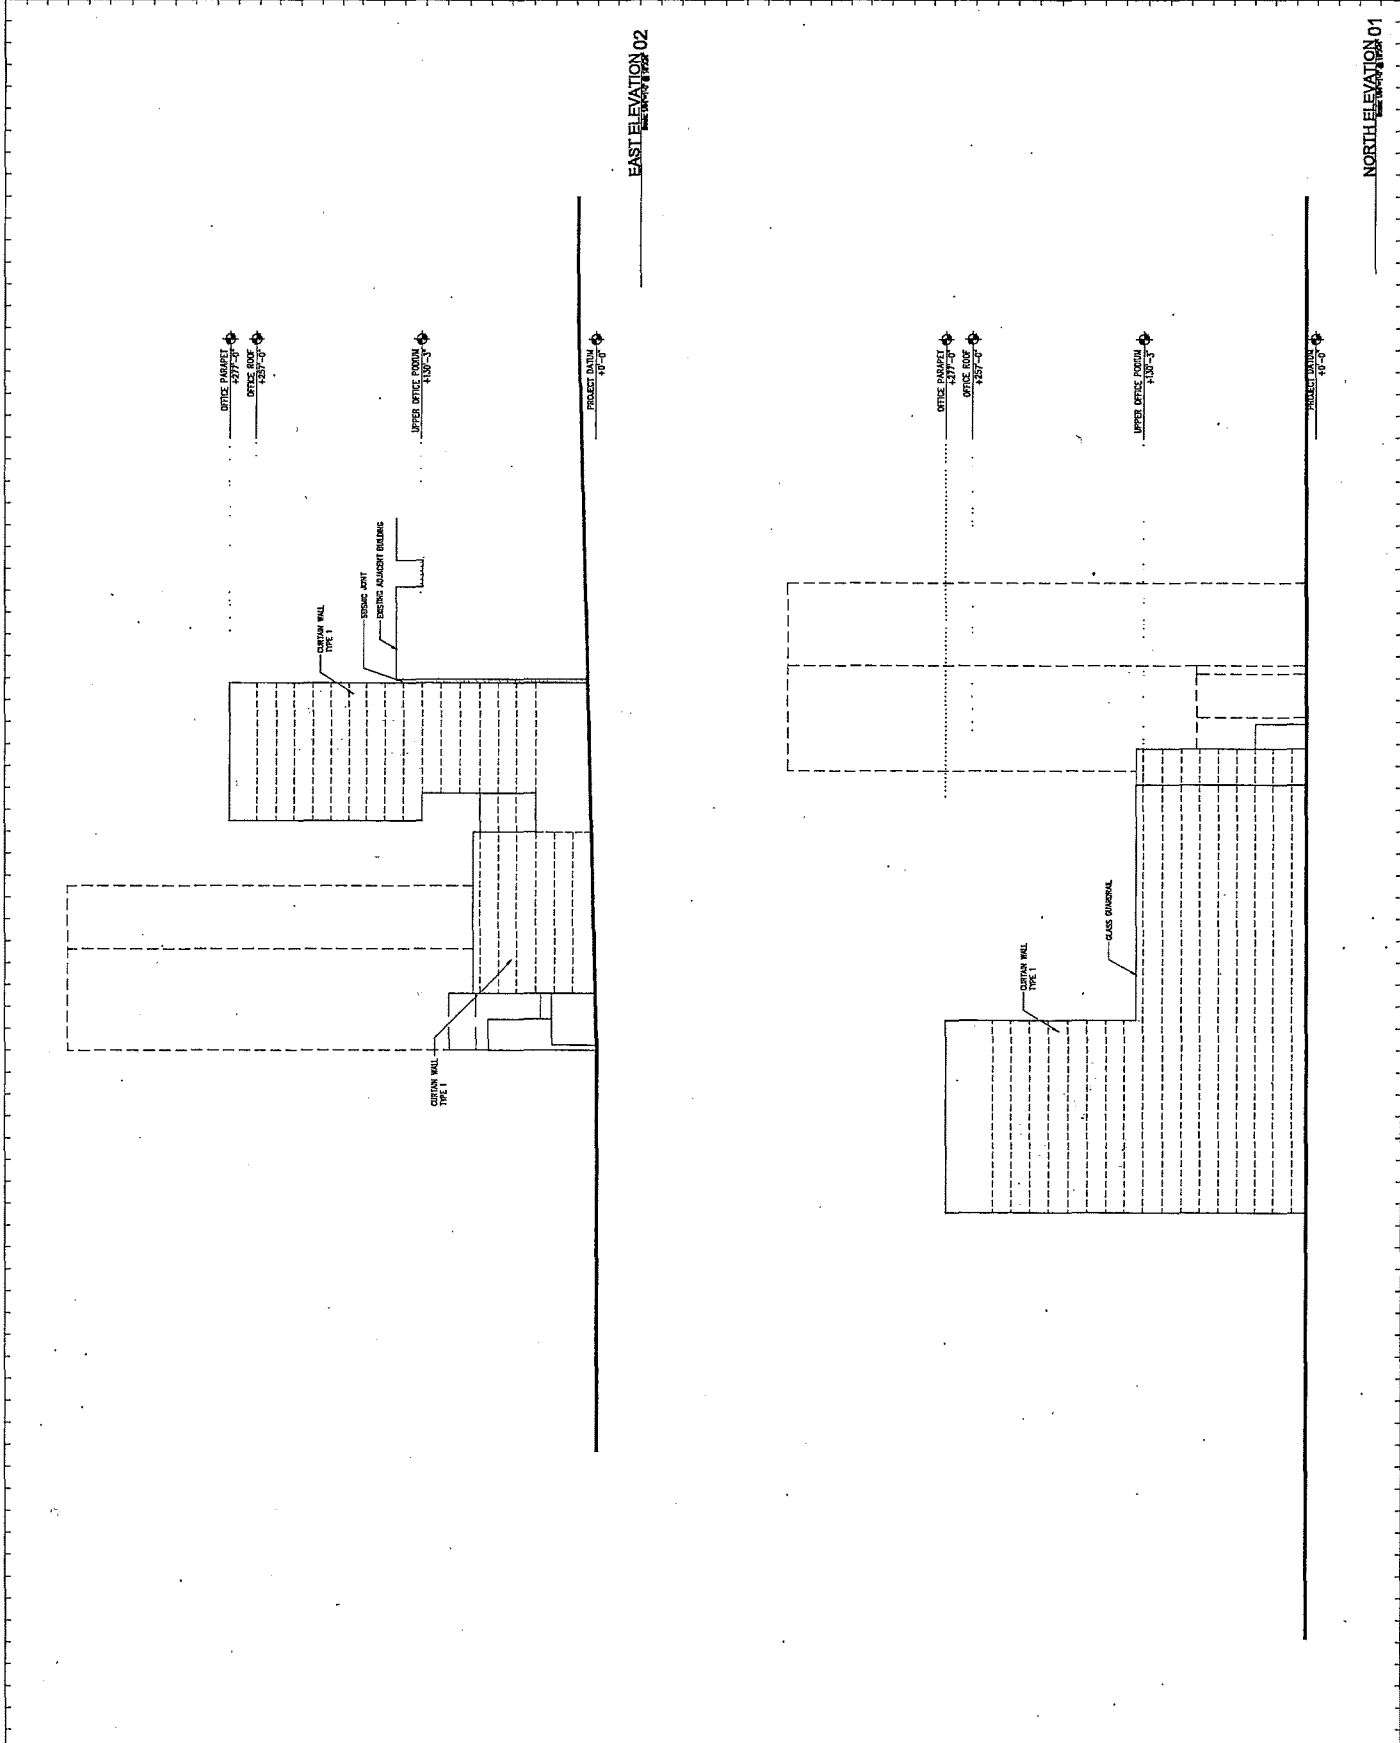 EAST ELEVATION 02
OFFICE PARAPET
+277'-0"
OFFICE ROOF
+257'-0"
UPPER OFFICE PODIUM
+130'-3"
PROJECT DATUM
+0'-0"
CURTAIN WALL
TYPE 1
SEISMIC JOINT
EXISTING ADJACENT BUILDING
CURTAIN WALL
TYPE 1
NORTH ELEVATION 01
OFFICE PARAPET
+277'-0"
OFFICE ROOF
+257'-0"
UPPER OFFICE PODIUM
+130'-3"
PROJECT DATUM
+0'-0"
CURTAIN WALL
TYPE 1
GLASS GUARDRAIL